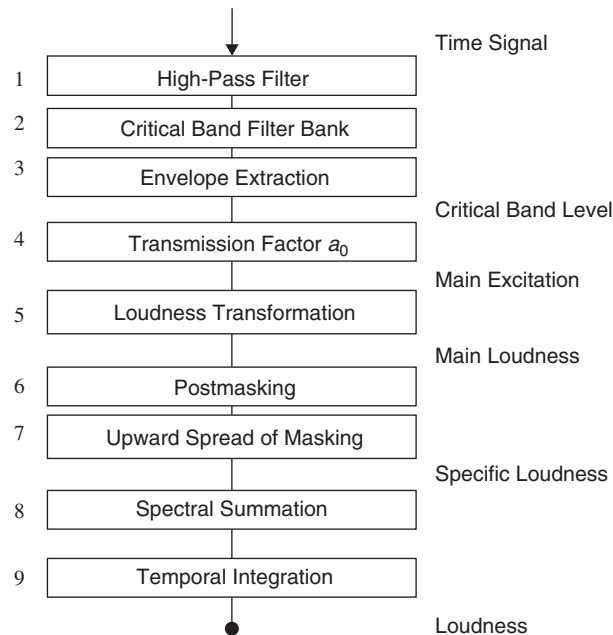 Time Signal
1 High-Pass Filter
2 Critical Band Filter Bank
3 Envelope Extraction
Critical Band Level
4 Transmission Factor a0
Main Excitation
5 Loudness Transformation
Main Loudness
6 Postmasking
7 Upward Spread of Masking
Specific Loudness
8 Spectral Summation
9 Temporal Integration
Loudness